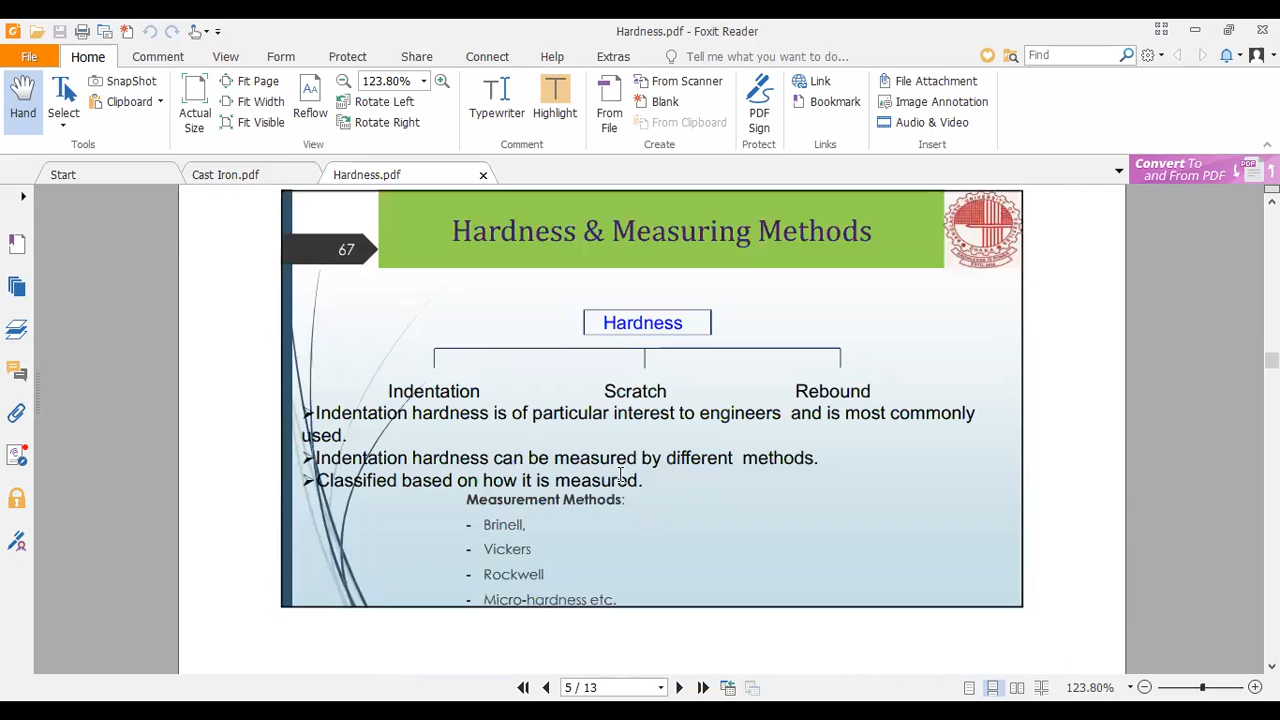 Hardness.pdf - Foxit Reader
File Home Comment View Form Protect Share Connect Help Extras Tell me what you want to do... Find
Hand Select SnapShot Clipboard
Actual Size Fit Page Fit Width Fit Visible Reflow 123.80% Rotate Left Rotate Right
Typewriter Highlight
From File From Scanner Blank From Clipboard
PDF Sign
Link Bookmark
File Attachment Image Annotation Audio & Video
Tools View Comment Create Protect Links Insert
Start Cast Iron.pdf Hardness.pdf
Convert To and From PDF
PDF
67
Hardness & Measuring Methods
Hardness
Indentation Scratch Rebound
➢Indentation hardness is of particular interest to engineers and is most commonly
used.
➢Indentation hardness can be measured by different methods.
➢Classified based on how it is measured.
Measurement Methods:
- Brinell,
- Vickers
- Rockwell
- Micro-hardness etc.
5 / 13
123.80%